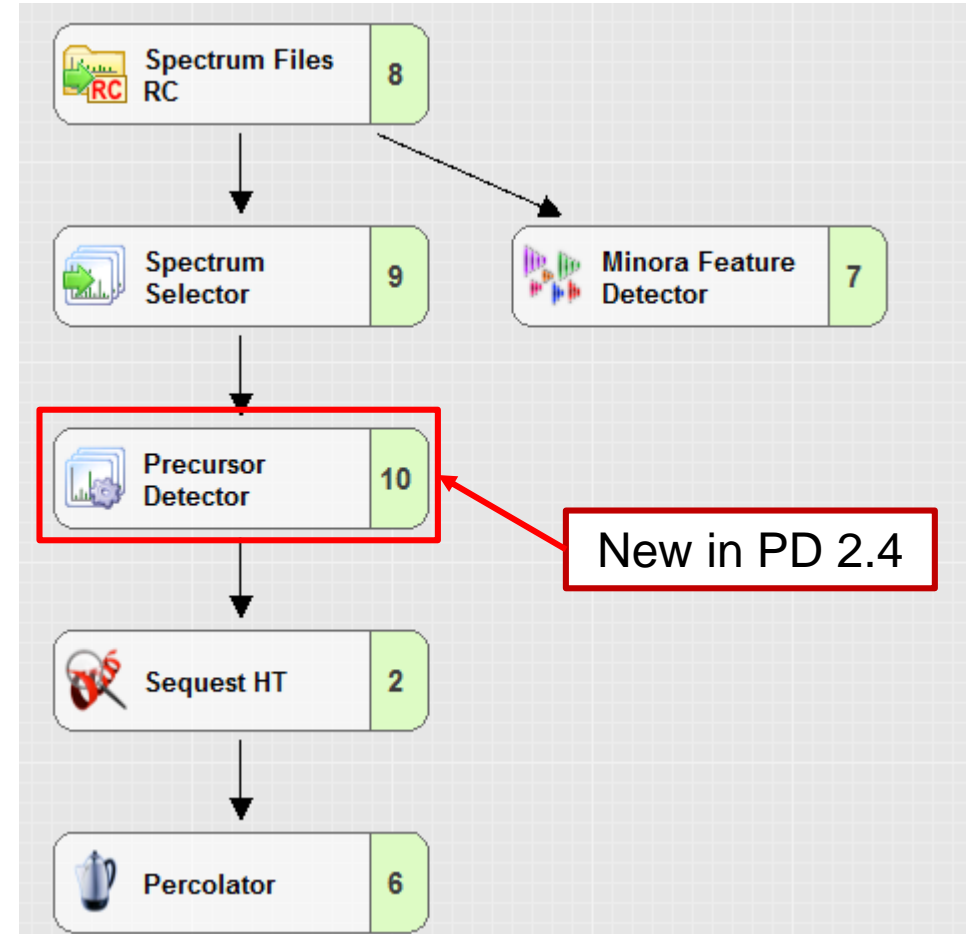 Spectrum Files
RC
RC
8
Spectrum
Selector
9
Minora Feature
Detector
7
Precursor
Detector
10
New in PD 2.4
Sequest HT
2
Percolator
6